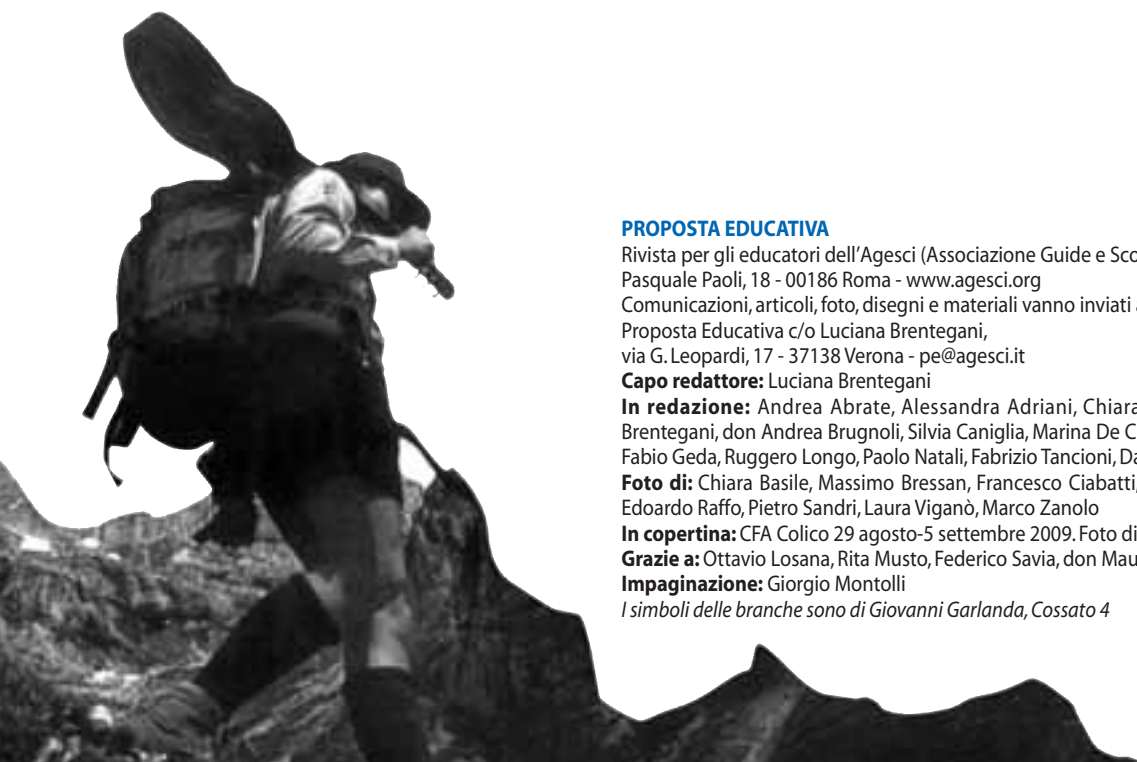 PROPOSTA EDUCATIVA
Rivista per gli educatori dell'Agesci (Associazione Guide e
Pasquale Paoli, 18 - 00186 Roma - www.agesci.org
Comunicazioni, articoli, foto, disegni e materiali vanno inviati
Proposta Educativa c/o Luciana Brentegani,
via G. Leopardi, 17 - 37138 Verona - pe@agesci.it
Capo redattore: Luciana Brentegani
In redazione: Andrea Abrate, Alessandra Adriani, Chiara
Brentegani, don Andrea Brugnoli, Silvia Caniglia, Marina De
Fabio Geda, Ruggero Longo, Paolo Natali, Fabrizio Tancioni,
Foto di: Chiara Basile, Massimo Bressan, Francesco Ciabatti,
Edoardo Raffo, Pietro Sandri, Laura Viganò, Marco Zanolo
In copertina: CFA Colico 29 agosto-5 settembre 2009. Foto di
Grazie a: Ottavio Losana, Rita Musto, Federico Savia, don
Impaginazione: Giorgio Montolli
I simboli delle branche sono di Giovanni Garlanda, Cossato 4